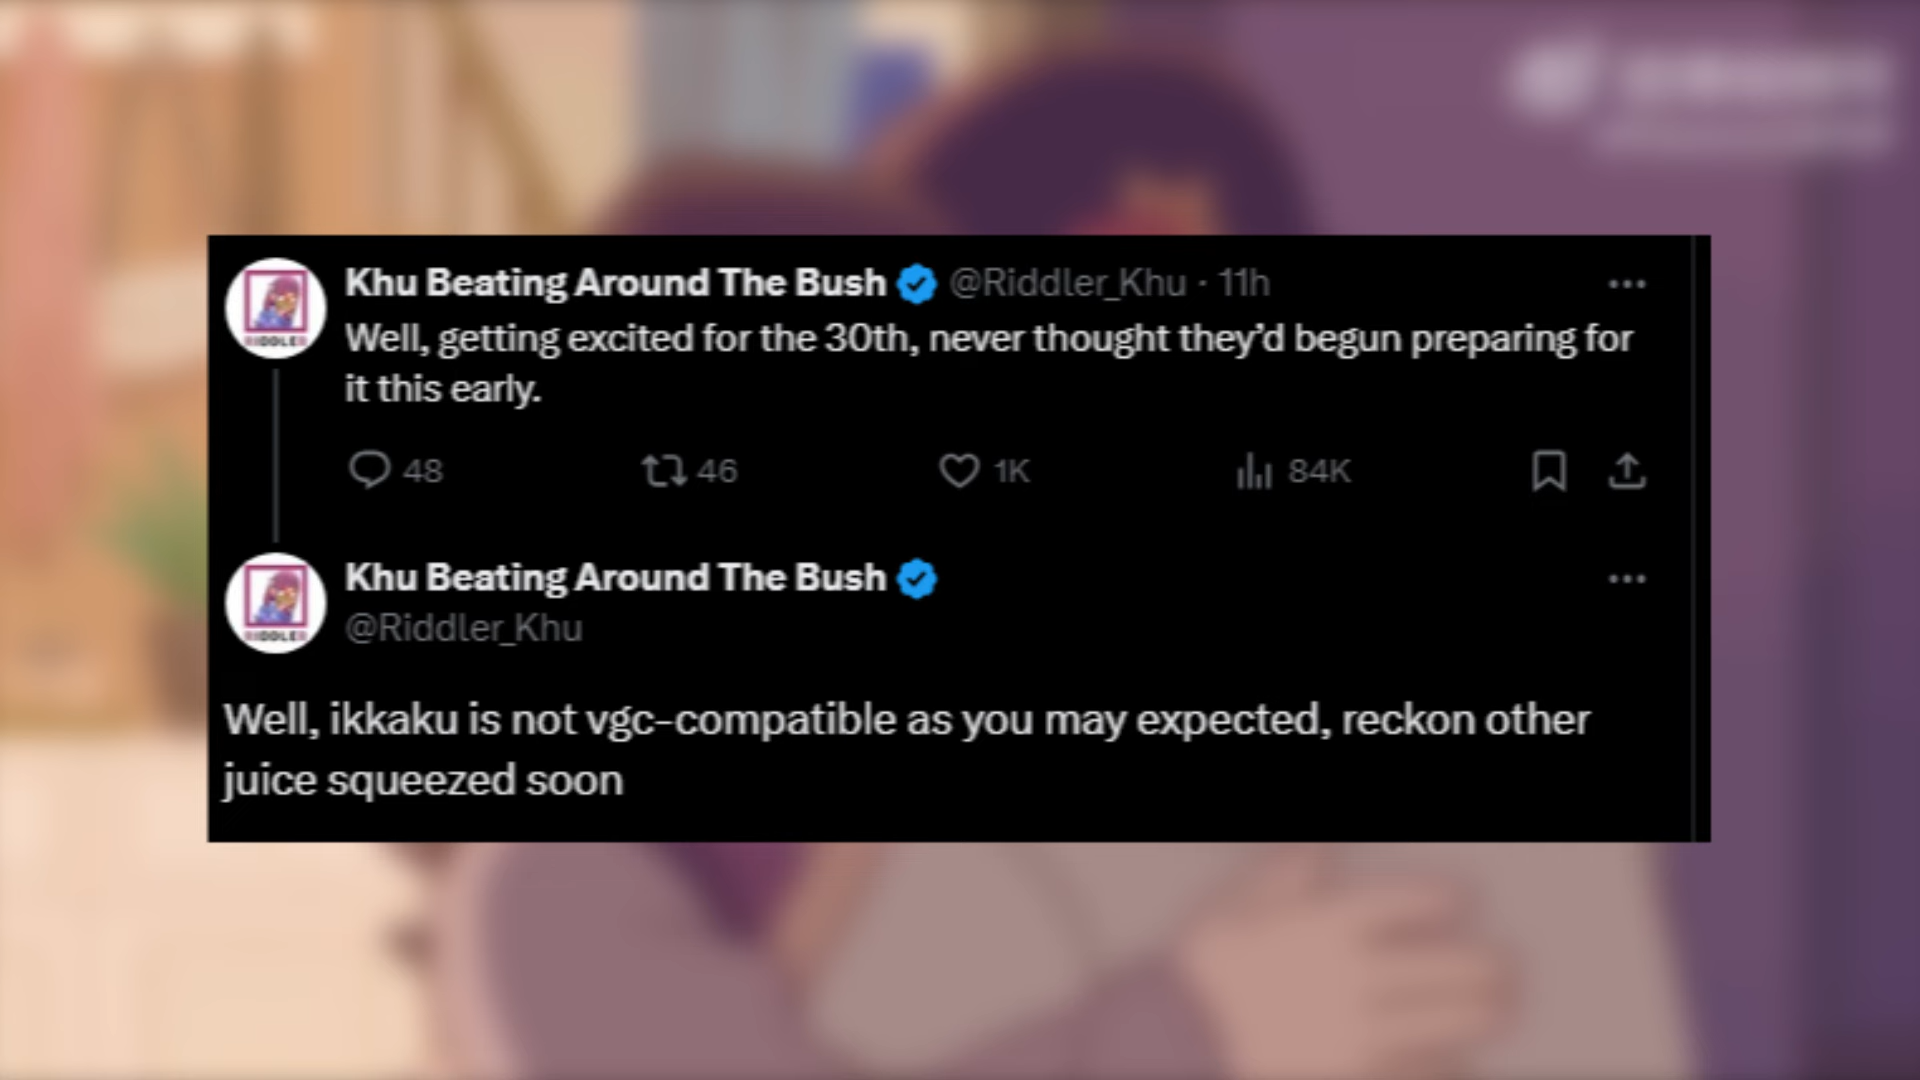 Khu Beating Around The Bush @Riddler_Khu · 11h
Well, getting excited for the 30th, never thought they’d begun preparing for
it this early.
48 46 1K 84K
Khu Beating Around The Bush
@Riddler_Khu
Well, ikkaku is not vgc-compatible as you may expected, reckon other
juice squeezed soon